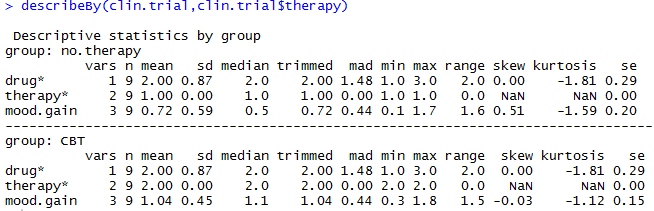 > describeBy(clin.trial,clin.trial$therapy)
Descriptive statistics by group
group: no.therapy
vars n mean sd median trimmed mad min max range skew kurtosis se
drug* 1 9 2.00 0.87 2.0 2.00 1.48 1.0 3.0 2.0 0.00 -1.81 0.29
therapy* 2 9 1.00 0.00 1.0 1.00 0.00 1.0 1.0 0.0 NaN NaN 0.00
mood.gain 3 9 0.72 0.59 0.5 0.72 0.44 0.1 1.7 1.6 0.51 -1.59 0.20
--------------------------------------------------------------------------------
group: CBT
vars n mean sd median trimmed mad min max range skew kurtosis se
drug* 1 9 2.00 0.87 2.0 2.00 1.48 1.0 3.0 2.0 0.00 -1.81 0.29
therapy* 2 9 2.00 0.00 2.0 2.00 0.00 2.0 2.0 0.0 NaN NaN 0.00
mood.gain 3 9 1.04 0.45 1.1 1.04 0.44 0.3 1.8 1.5 -0.03 -1.12 0.15